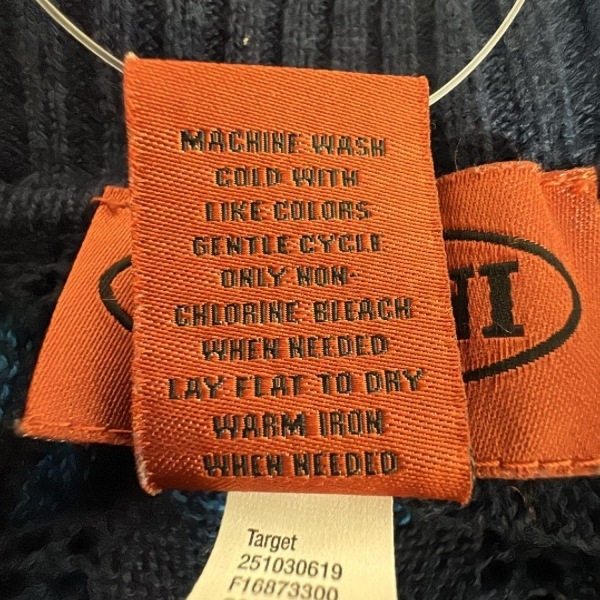 MACHINE WASH
COLD WITH
LIKE COLORS
GENTLE CYCLE
ONLY NON-
CHLORINE BLEACH
WHEN NEEDED
LAY FLAT TO DRY
WARM IRON
WHEN NEEDED
Target
251030619
F16873300